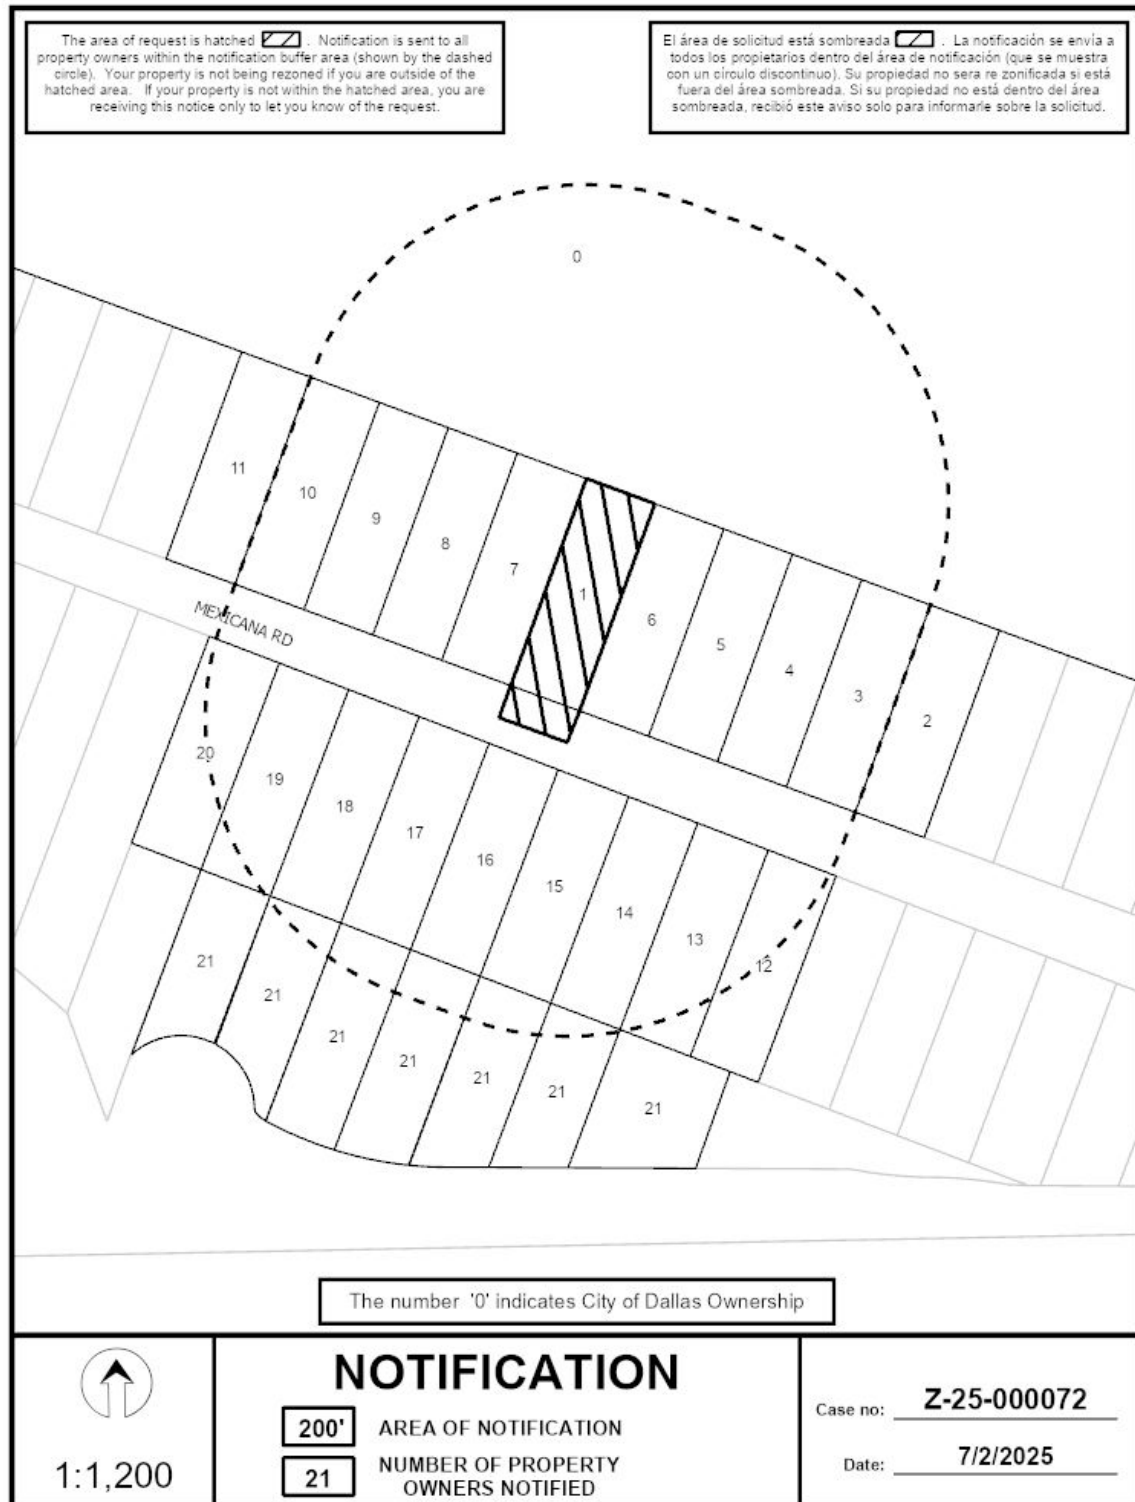 The area of request is hatched . Notification is sent to all
property owners within the notification buffer area (shown by the dashed
circle). Your property is not being rezoned if you are outside of the
hatched area. If your property is not within the hatched area, you are
receiving this notice only to let you know of the request.
El área de solicitud está sombreada . La notificación se envía a
todos los propietarios dentro del área de notificación (que se muestra
con un círculo discontinuo). Su propiedad no sera re zonificada si está
fuera del área sombreada. Si su propiedad no está dentro del área
sombreada, recibió este aviso solo para informarle sobre la solicitud.
0
11
10
9
8
7
1
6
5
4
3
2
MEXICANA RD
20
19
18
17
16
15
14
13
12
21
21
21
21
21
21
21
The number '0' indicates City of Dallas Ownership
1:1,200
NOTIFICATION
200' AREA OF NOTIFICATION
21 NUMBER OF PROPERTY
OWNERS NOTIFIED
Case no: Z-25-000072
Date: 7/2/2025